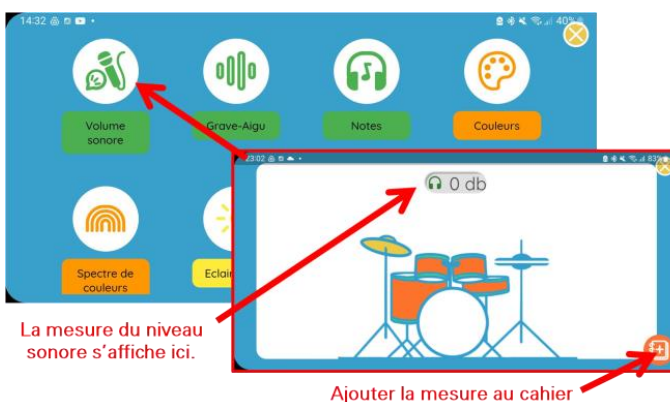 14:32
40%
Volume
sonore
Grave-Aigu
Notes
Couleurs
23:02
83%
0 db
Spectre de
couleurs
Eclair
La mesure du niveau
sonore s'affiche ici.
Ajouter la mesure au cahier